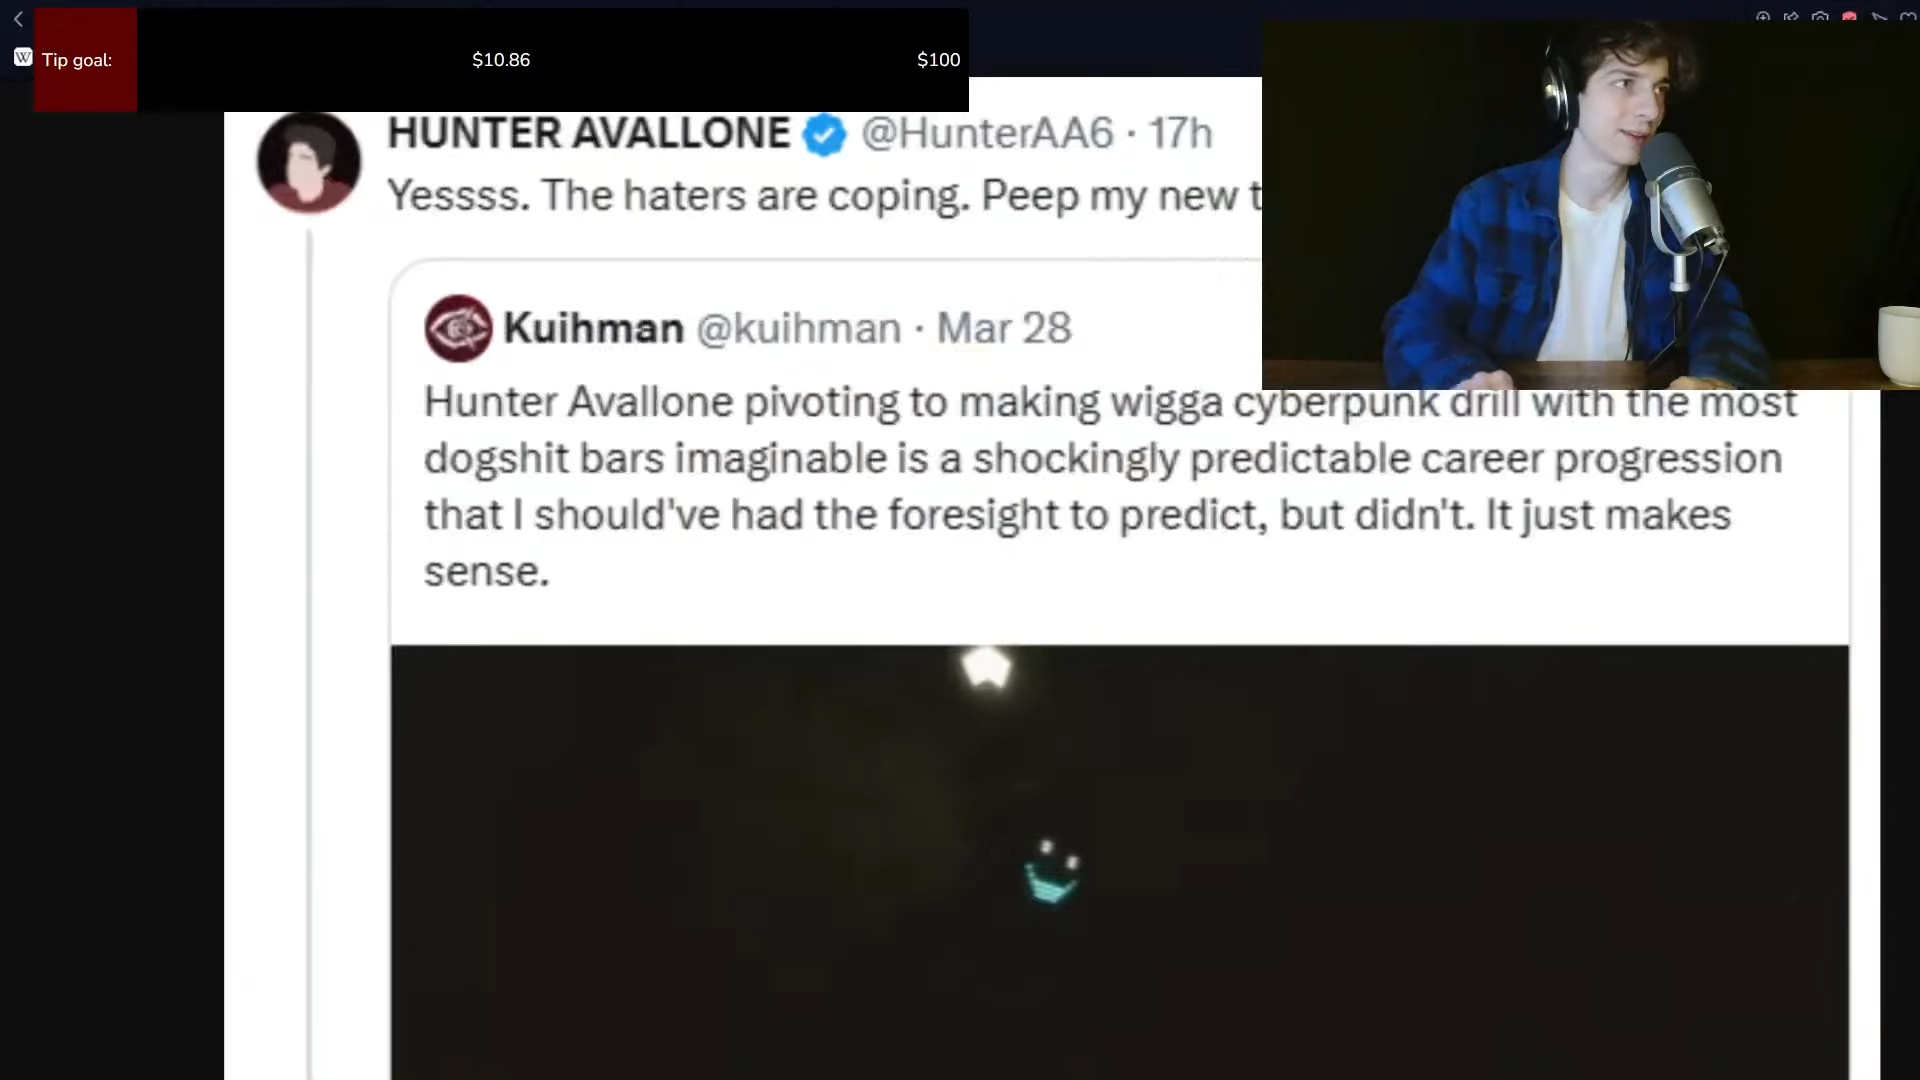 W
Tip goal:
$10.86
$100
HUNTER AVALLONE @HunterAA6 · 17h
Yessss. The haters are coping. Peep my new
Kuihman @kuihman · Mar 28
Hunter Avallone pivoting to making wigga cyberpunk drill with the most
dogshit bars imaginable is a shockingly predictable career progression
that I should've had the foresight to predict, but didn't. It just makes
sense.